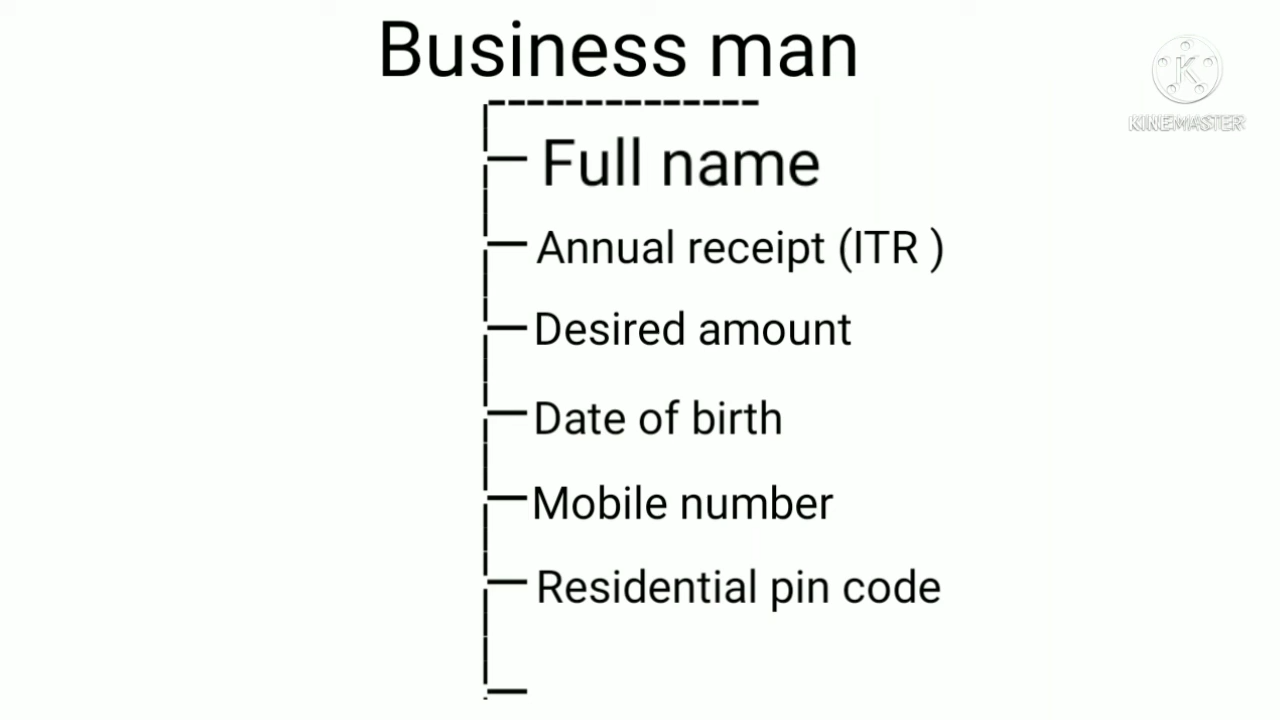 Business man
Full name
Annual receipt (ITR )
Desired amount
Date of birth
Mobile number
Residential pin code
K
KINEMASTER